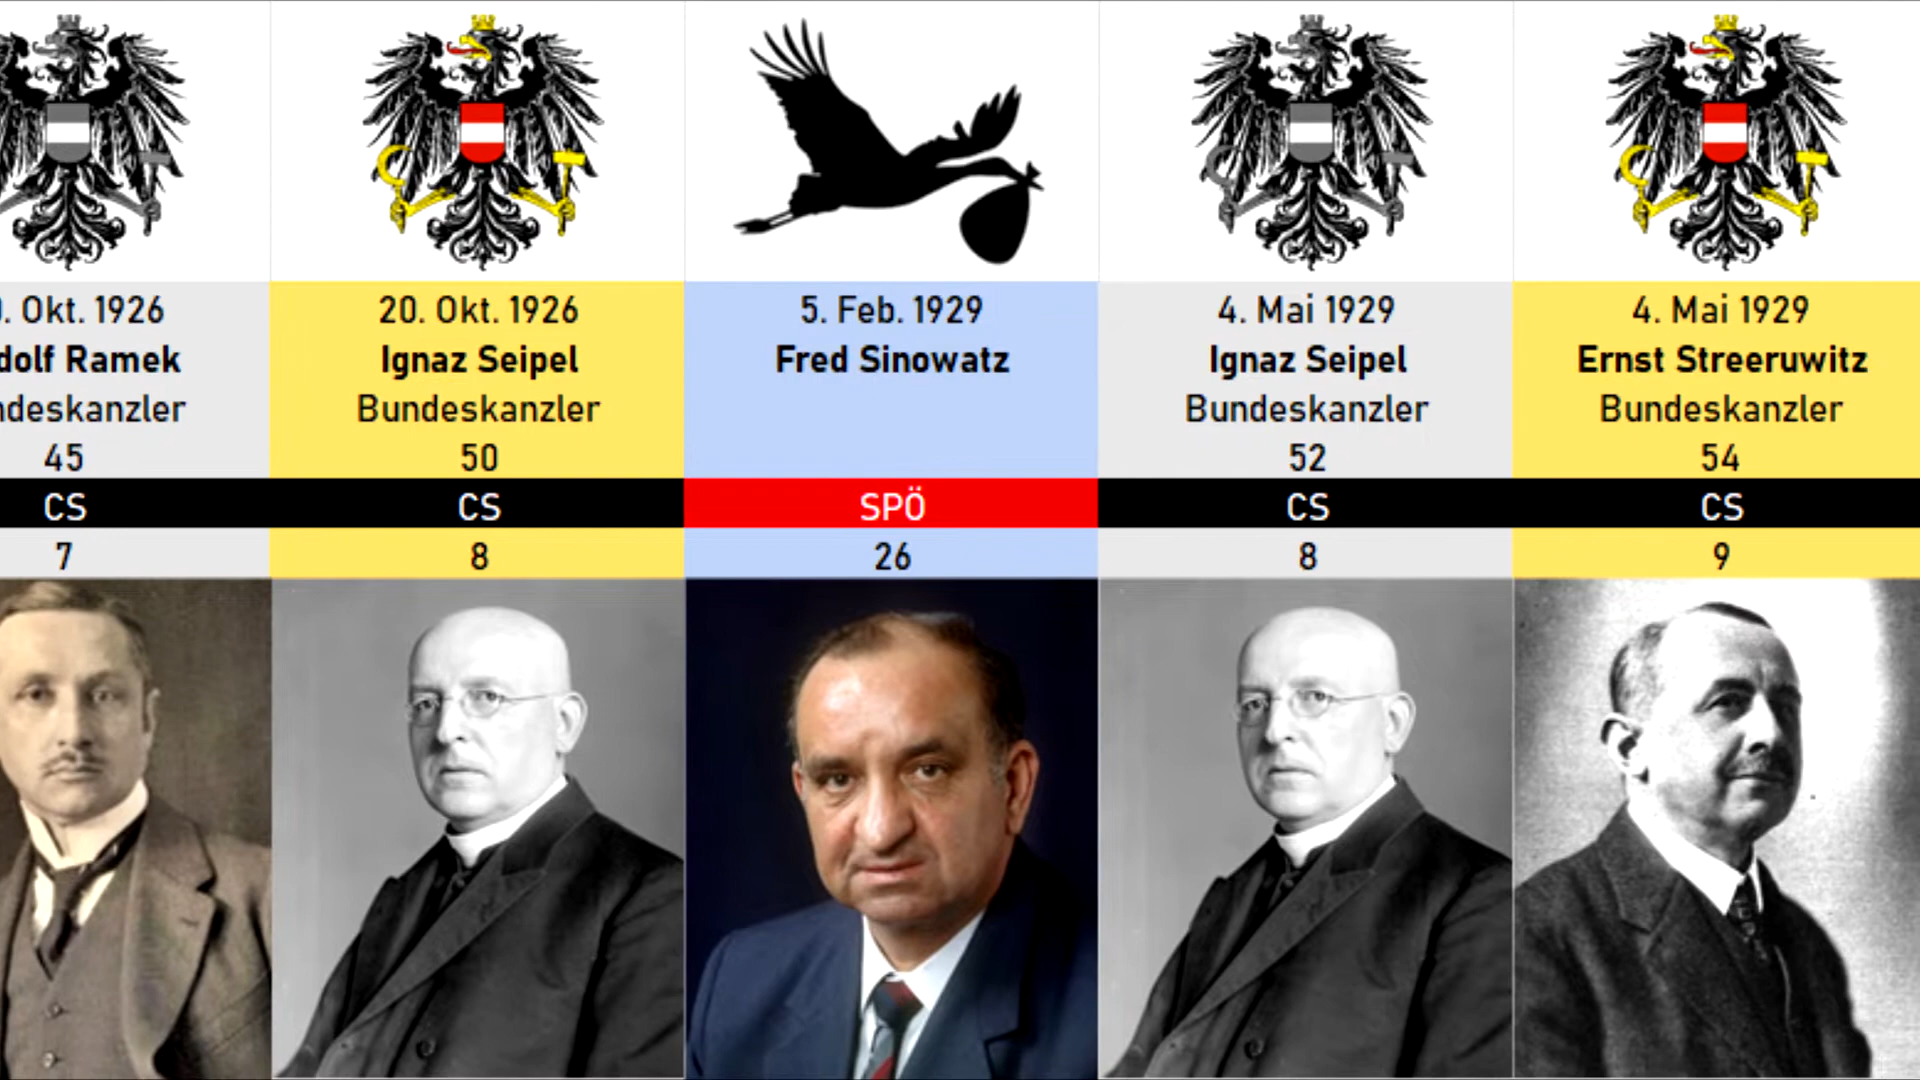 . Okt. 1926
dolf Ramek
ndeskanzler
45
CS
7
20. Okt. 1926
Ignaz Seipel
Bundeskanzler
50
CS
8
5. Feb. 1929
Fred Sinowatz
SPÖ
26
4. Mai 1929
Ignaz Seipel
Bundeskanzler
52
CS
8
4. Mai 1929
Ernst Streeruwitz
Bundeskanzler
54
CS
9